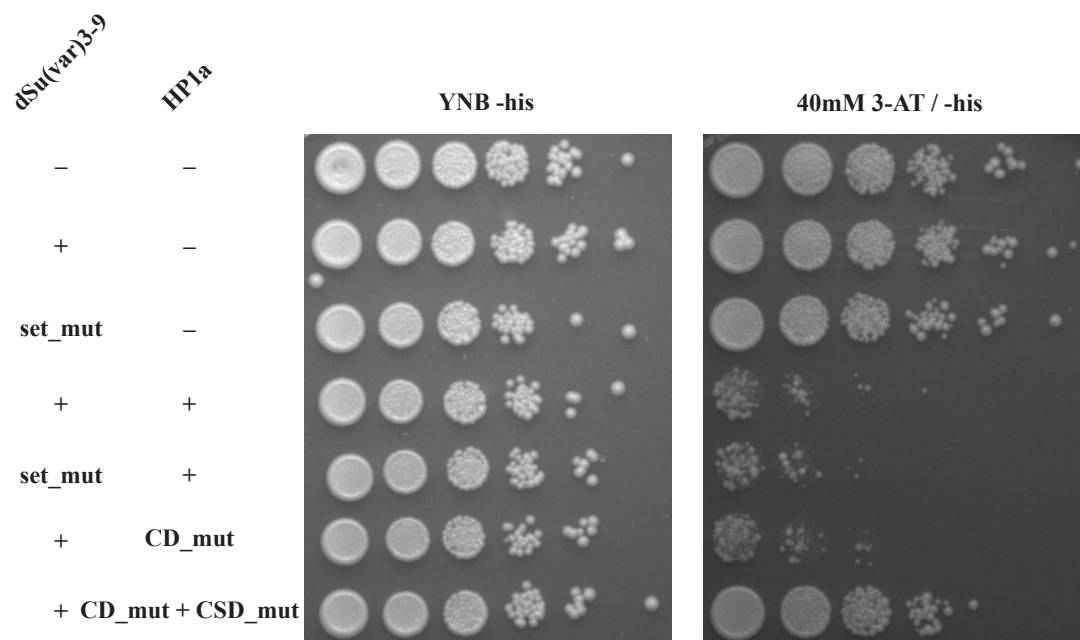 dSu(var)3-9 HP1a
YNB -his 40mM 3-AT / -his
– –
+ –
set_mut –
+ +
set_mut +
+ CD_mut
+ CD_mut + CSD_mut